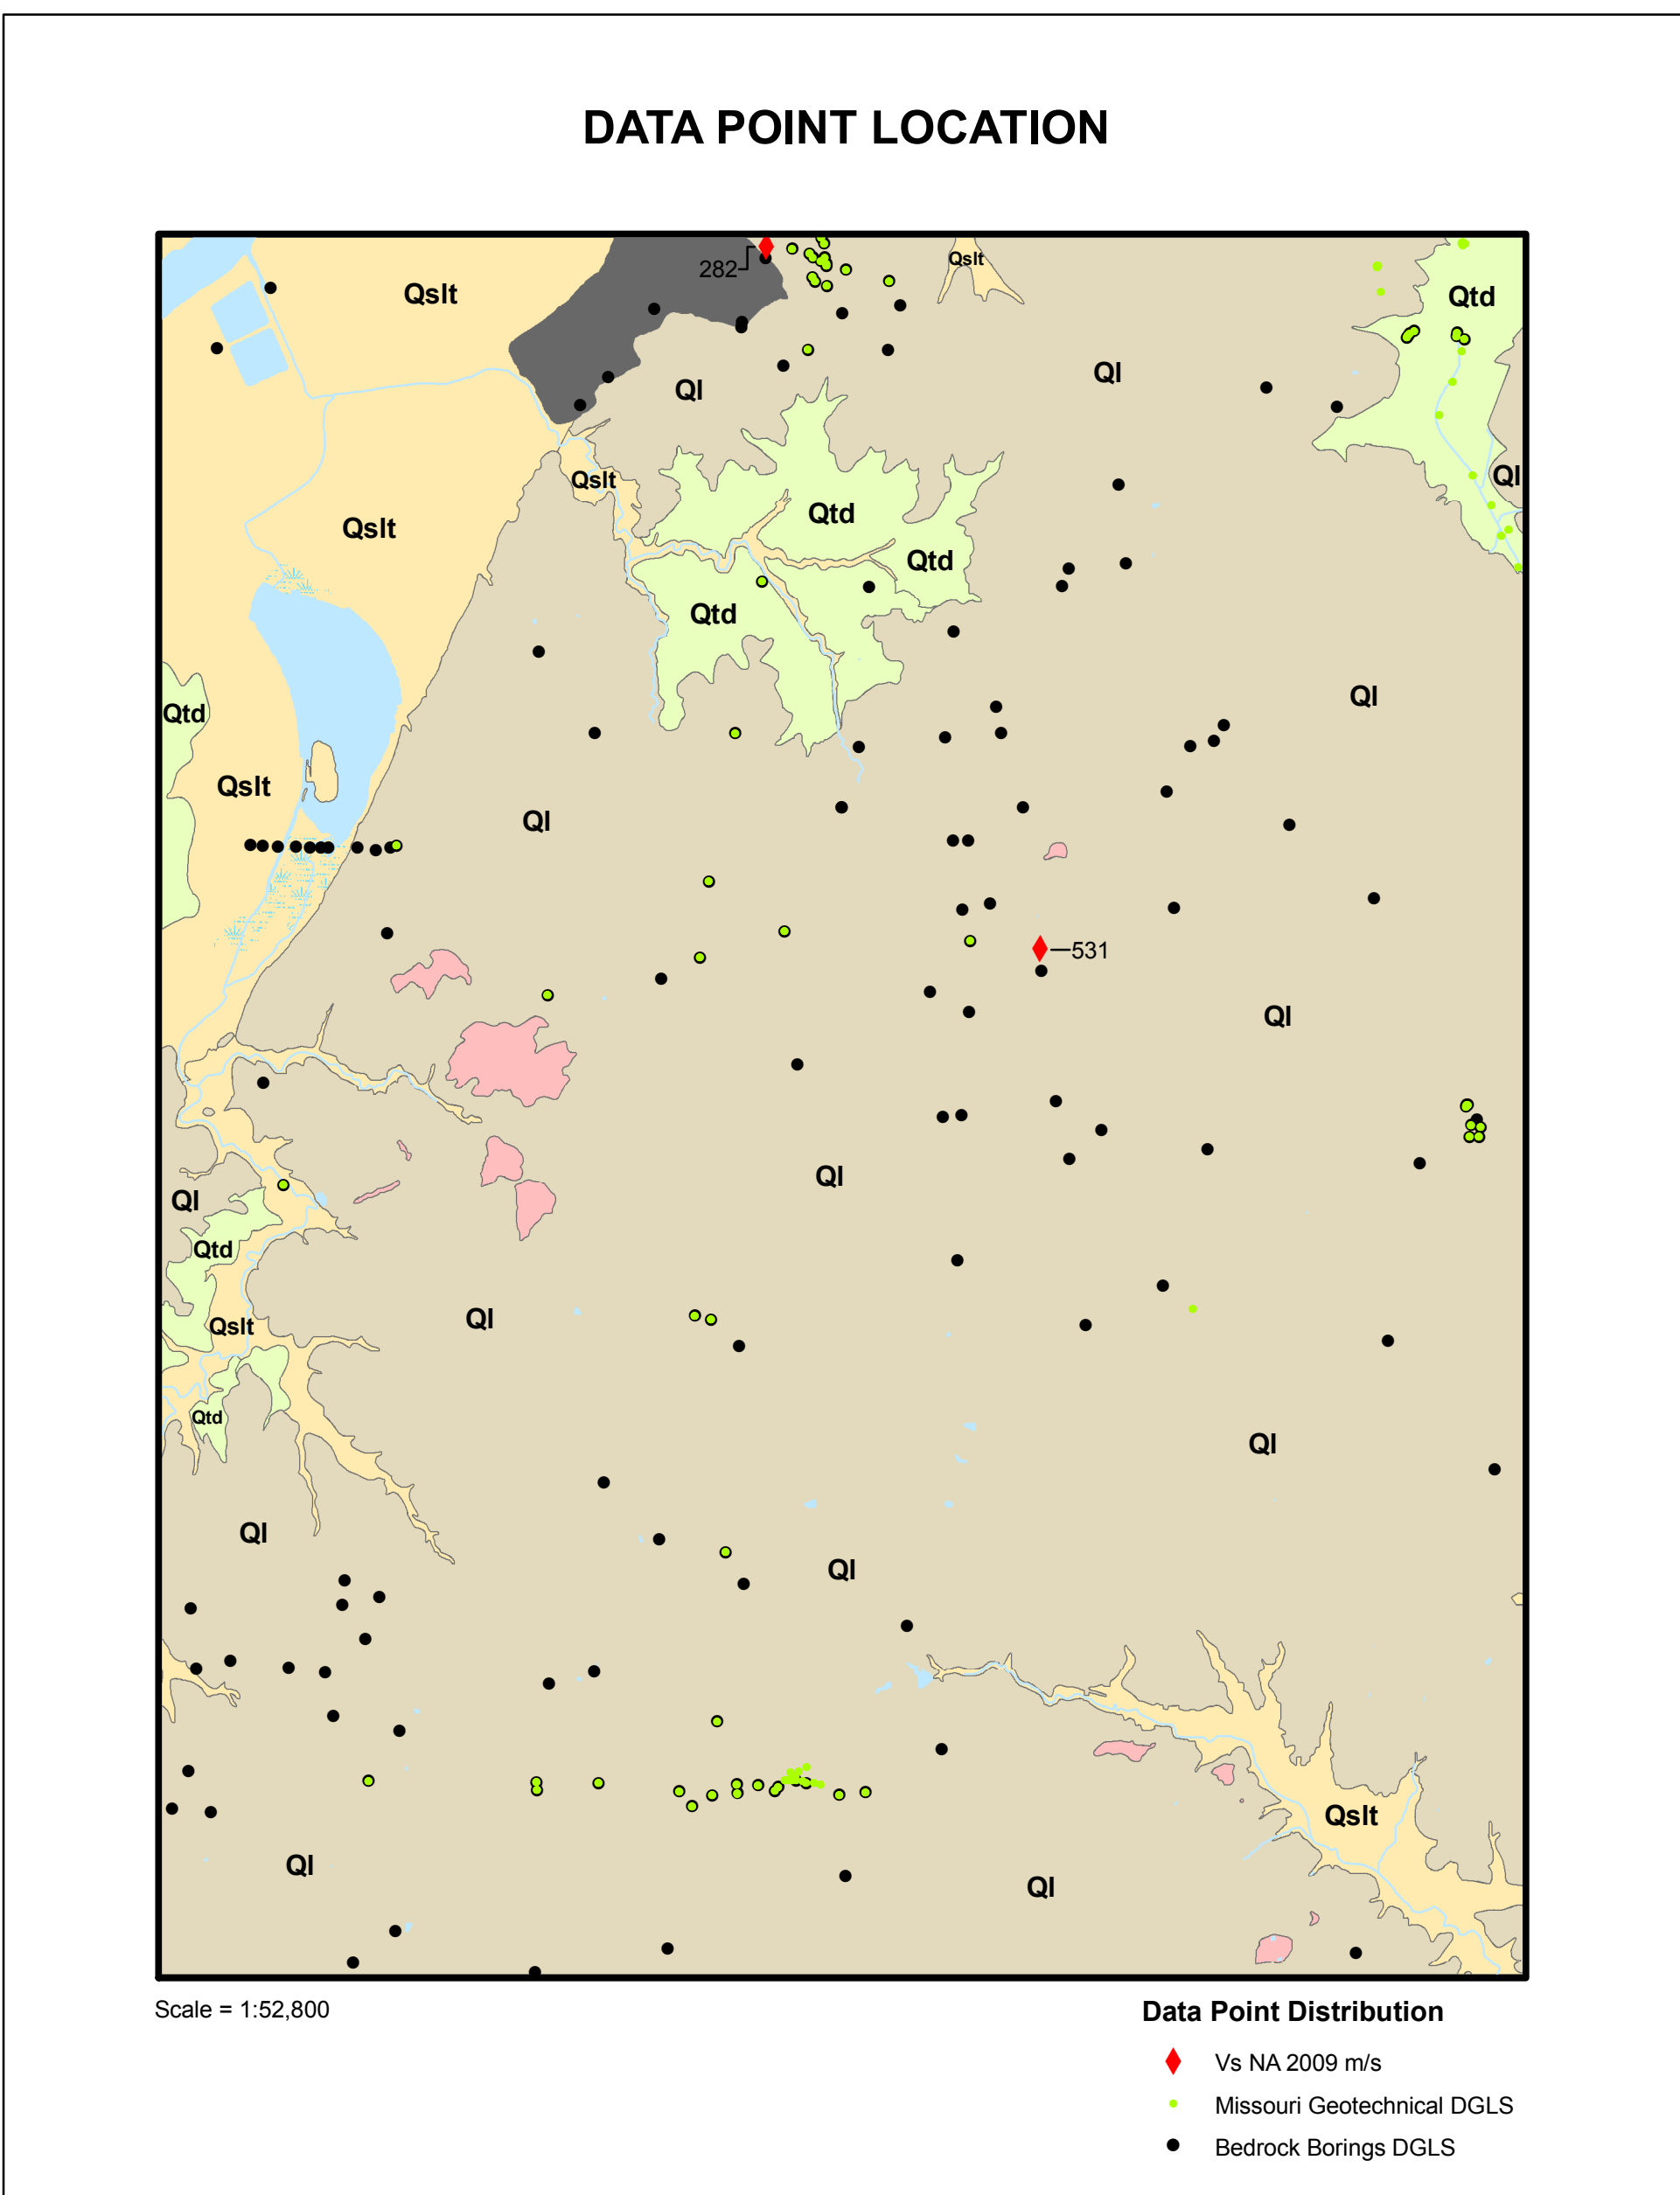 DATA POINT LOCATION
282
Qslt
Qslt
Qtd
Ql
Ql
Qslt
Ql
Qslt
Qtd
Qtd
Qtd
Ql
Qtd
Qslt
Ql
531
Ql
Ql
Ql
Qtd
Ql
Qslt
Qtd
Ql
Ql
Ql
Qslt
Ql
Ql
Scale = 1:52,800
Data Point Distribution
Vs NA 2009 m/s
Missouri Geotechnical DGLS
Bedrock Borings DGLS